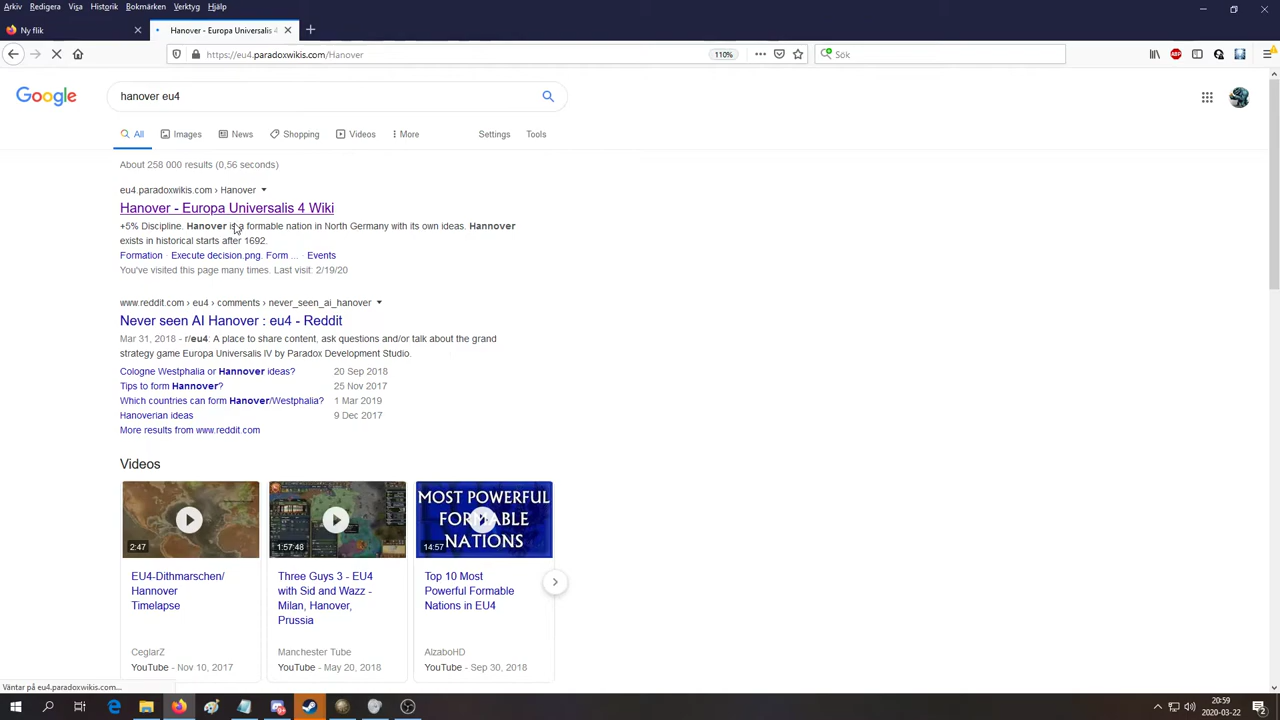 Arkiv Redigera Visa Historik Bokmärken Verktyg Hjälp
Ny flik
Hanover - Europa Universalis 4
https://eu4.paradoxwikis.com/Hanover
110%
Sök
Google
hanover eu4
All Images News Shopping Videos More Settings Tools
About 258 000 results (0,56 seconds)
eu4.paradoxwikis.com › Hanover
Hanover - Europa Universalis 4 Wiki
+5% Discipline. Hanover is a formable nation in North Germany with its own ideas. Hannover
exists in historical starts after 1692.
Formation · Execute decision.png. Form ... · Events
You've visited this page many times. Last visit: 2/19/20
www.reddit.com › eu4 › comments › never_seen_ai_hanover
Never seen AI Hanover : eu4 - Reddit
Mar 31, 2018 - r/eu4: A place to share content, ask questions and/or talk about the grand
strategy game Europa Universalis IV by Paradox Development Studio.
Cologne Westphalia or Hannover ideas? 20 Sep 2018
Tips to form Hannover? 25 Nov 2017
Which countries can form Hanover/Westphalia? 1 Mar 2019
Hanoverian ideas 9 Dec 2017
More results from www.reddit.com
Videos
2:47
1:57:48
MOST POWERFUL
FORMABLE
NATIONS
14:57
EU4-Dithmarschen/
Hannover
Timelapse
CeglarZ
YouTube - Nov 10, 2017
Three Guys 3 - EU4
with Sid and Wazz -
Milan, Hanover,
Prussia
Manchester Tube
YouTube - May 20, 2018
Top 10 Most
Powerful Formable
Nations in EU4
AlzaboHD
YouTube - Sep 30, 2018
Väntar på eu4.paradoxwikis.com...
20:59
2020-03-22
2